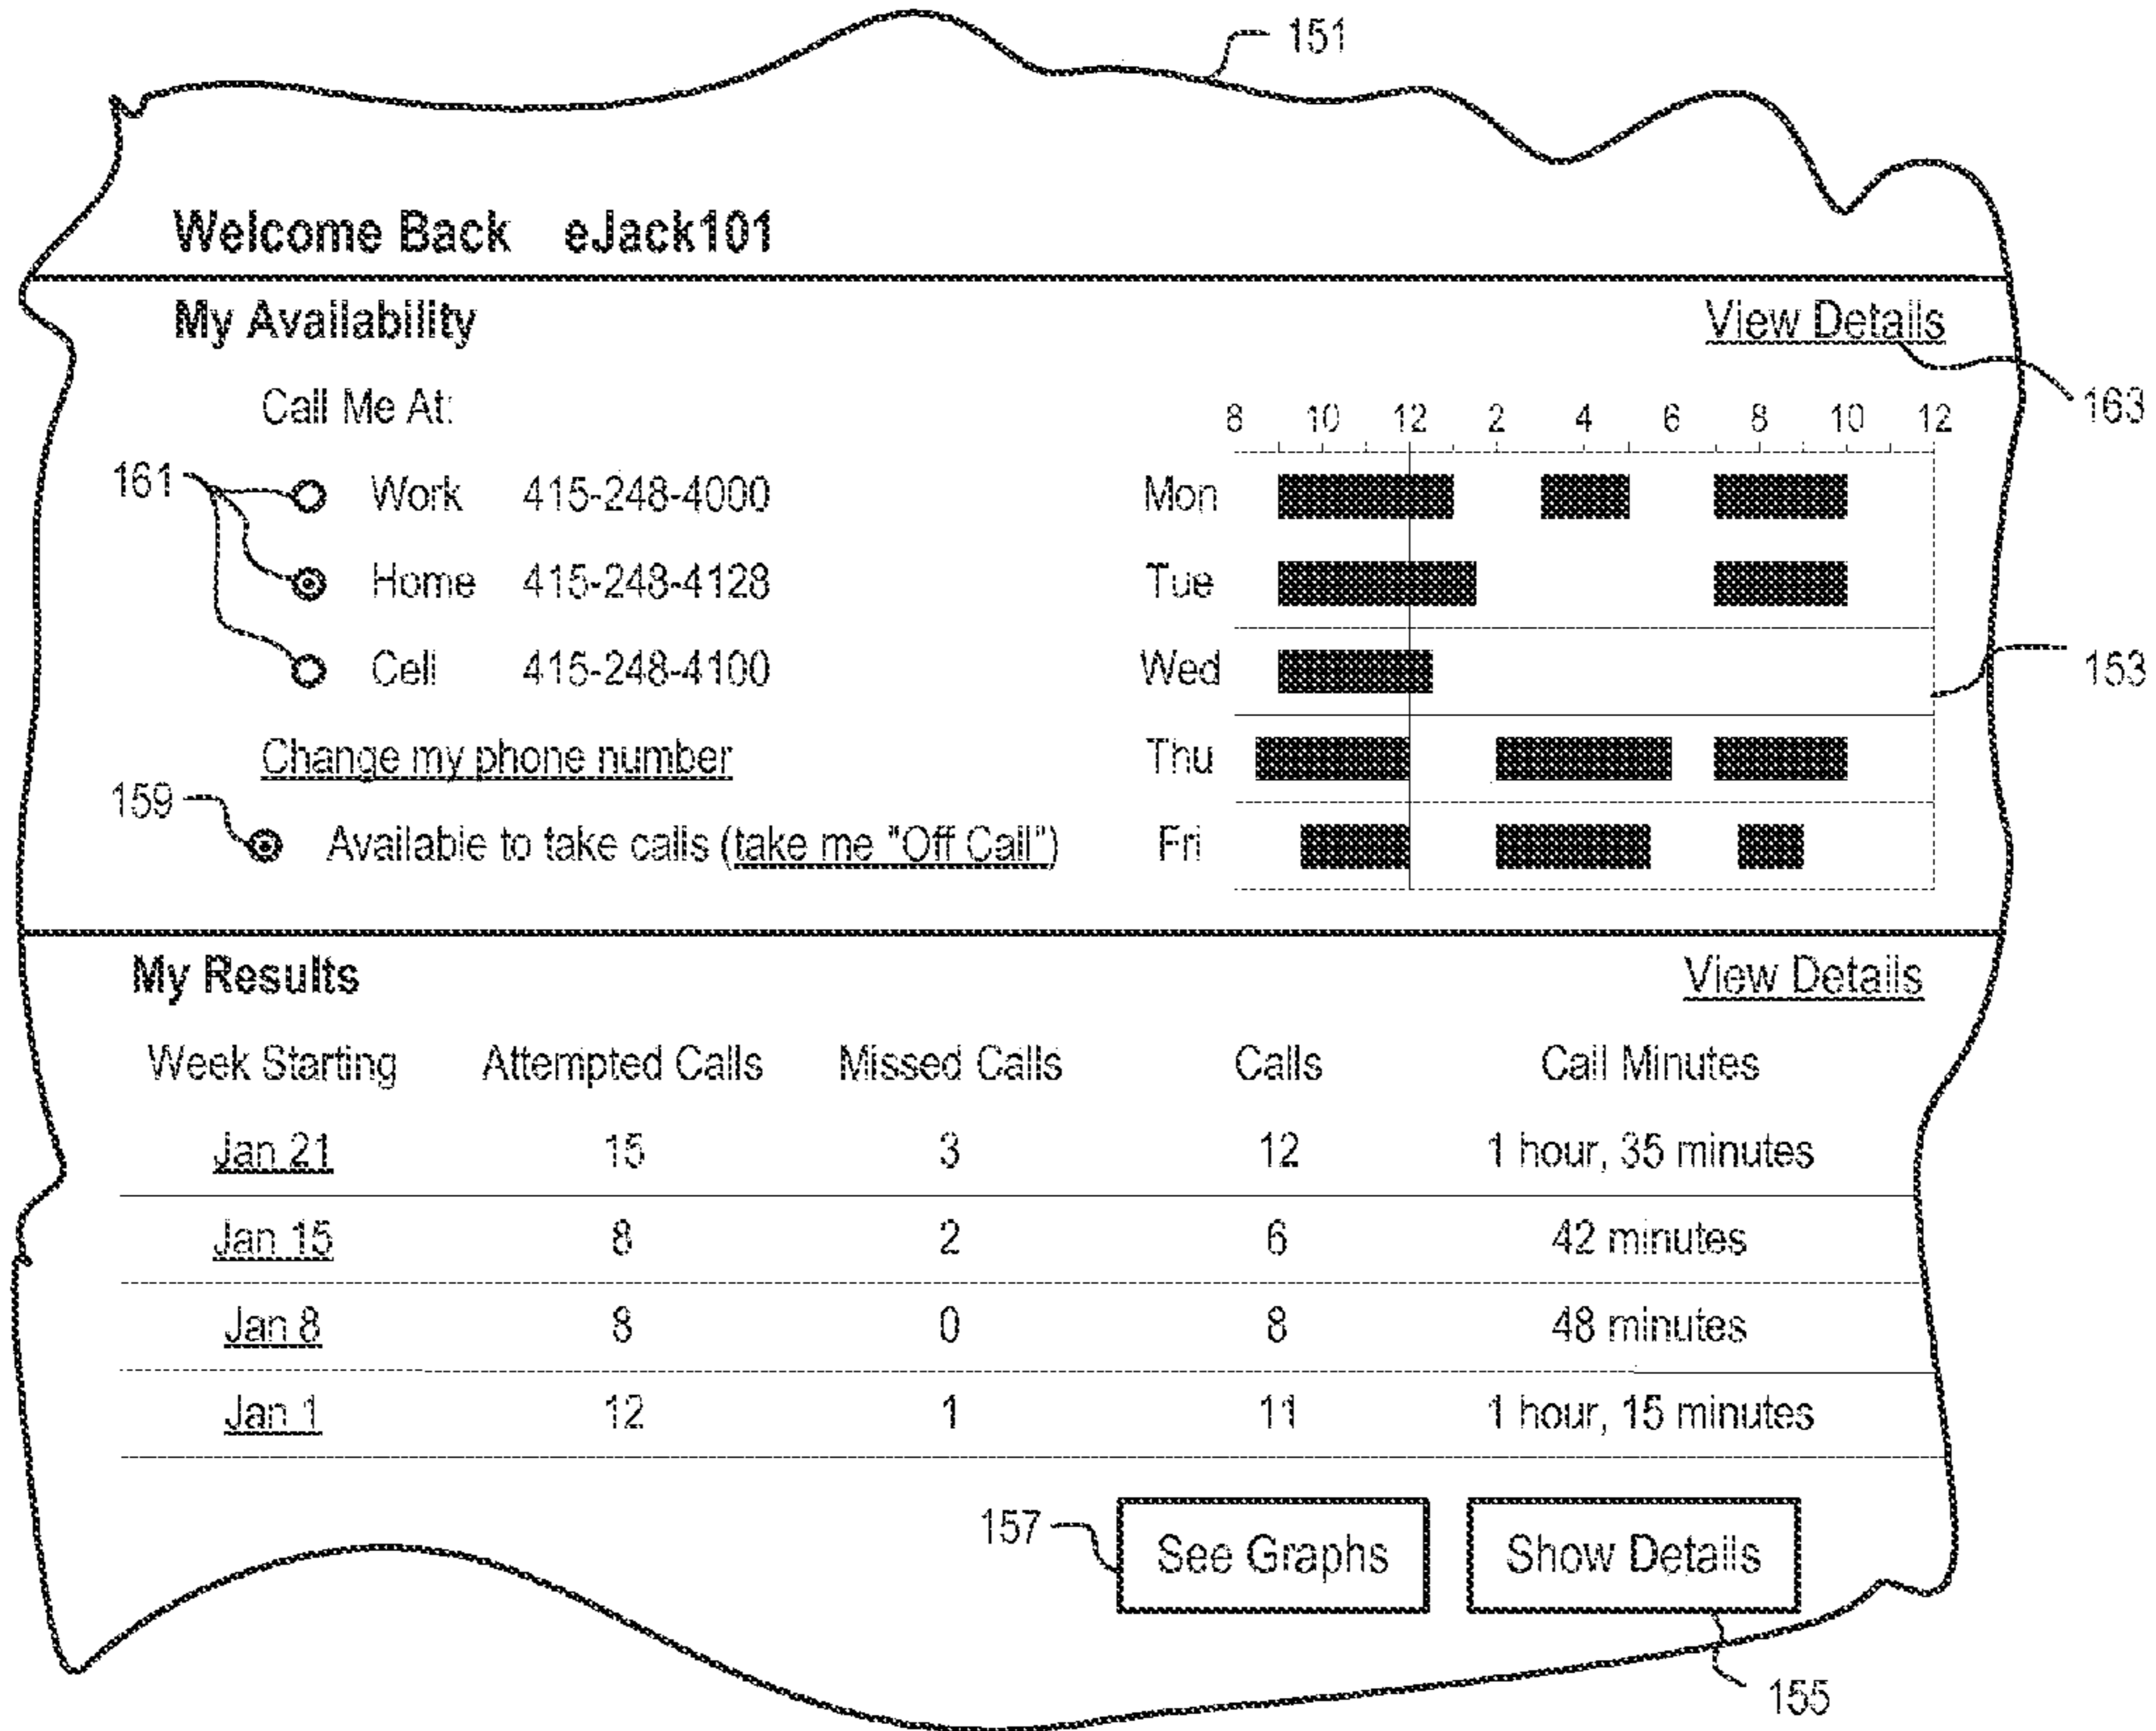 151
Welcome Back eJack101
My Availability View Details
163
Call Me At:
8 10 12 2 4 6 8 10 12
161
Work 415-248-4000 Mon
Home 415-248-4128 Tue
Cell 415-248-4100 Wed
153
Change my phone number Thu
159
Available to take calls (take me "Off Call") Fri
My Results View Details
Week Starting Attempted Calls Missed Calls Calls Call Minutes
Jan 21 15 3 12 1 hour, 35 minutes
Jan 15 8 2 6 42 minutes
Jan 8 8 0 8 48 minutes
Jan 1 12 1 11 1 hour, 15 minutes
157 See Graphs Show Details
155